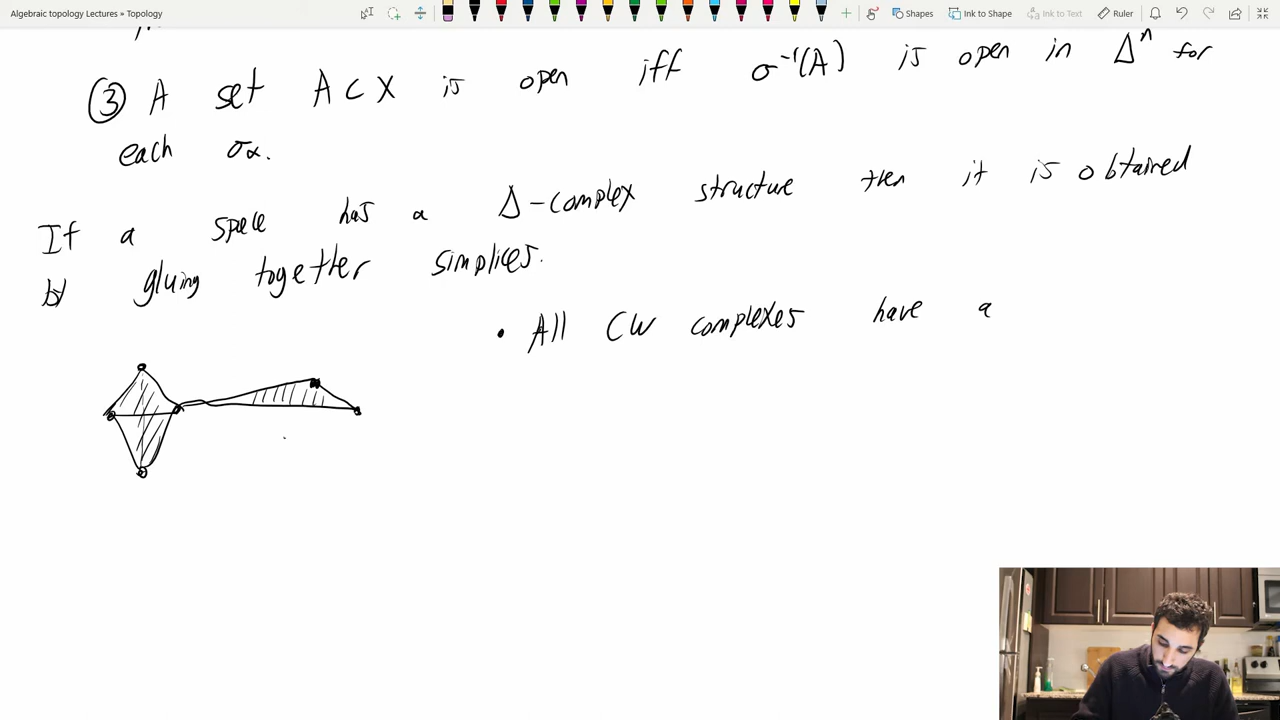 Algebraic topology Lectures » Topology
Shapes Ink to Shape Ink to Text Ruler
③ A set A ⊂ X is open iff σ⁻¹(A) is open in Δⁿ for
each σα.
If a space has a Δ-complex structure then it is obtained
by gluing together simplices.
• All CW complexes have a